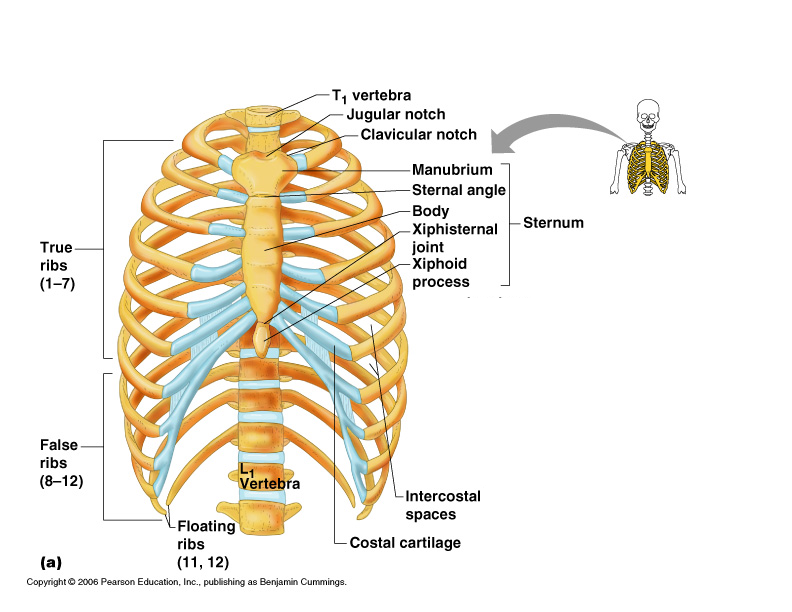 T1 vertebra
Jugular notch
Clavicular notch
Manubrium
Sternal angle
Body
Xiphisternal
joint
Xiphoid
process
Sternum
True
ribs
(1–7)
False
ribs
(8–12)
L1
Vertebra
Floating
ribs
(11, 12)
Intercostal
spaces
Costal cartilage
(a)
Copyright © 2006 Pearson Education, Inc., publishing as Benjamin Cummings.